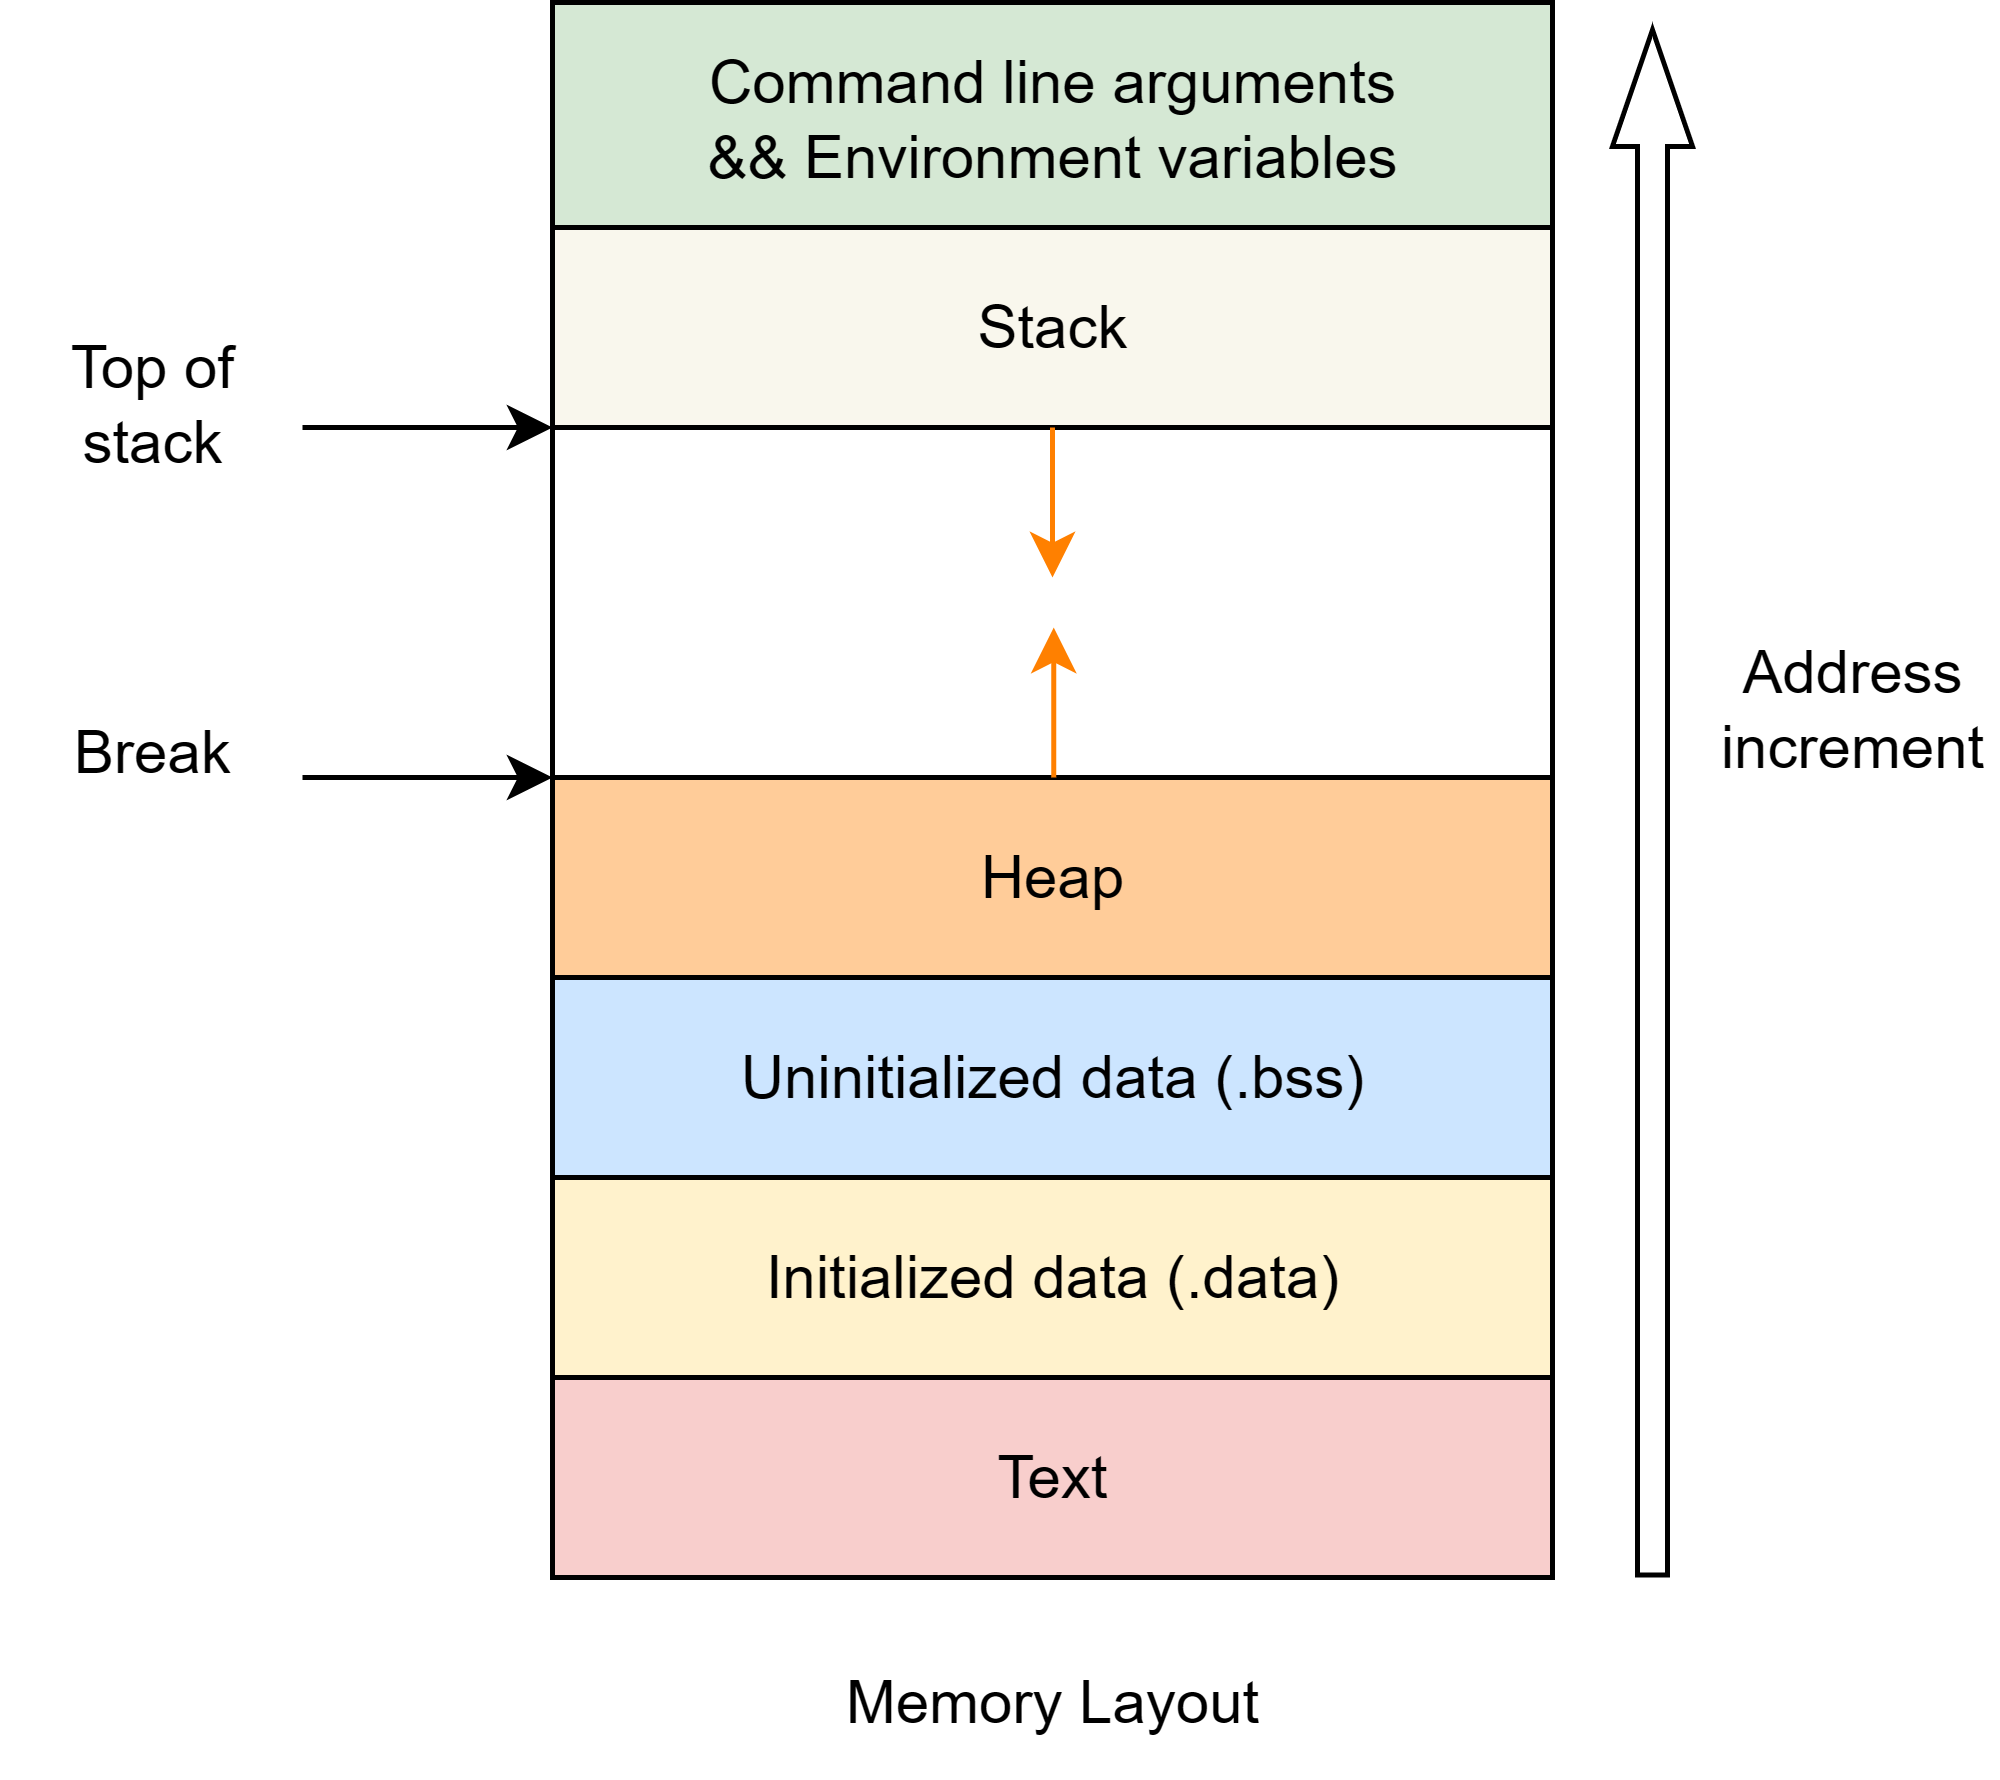 Command line arguments
&& Environment variables
Stack
Top of
stack
Address
increment
Break
Heap
Uninitialized data (.bss)
Initialized data (.data)
Text
Memory Layout